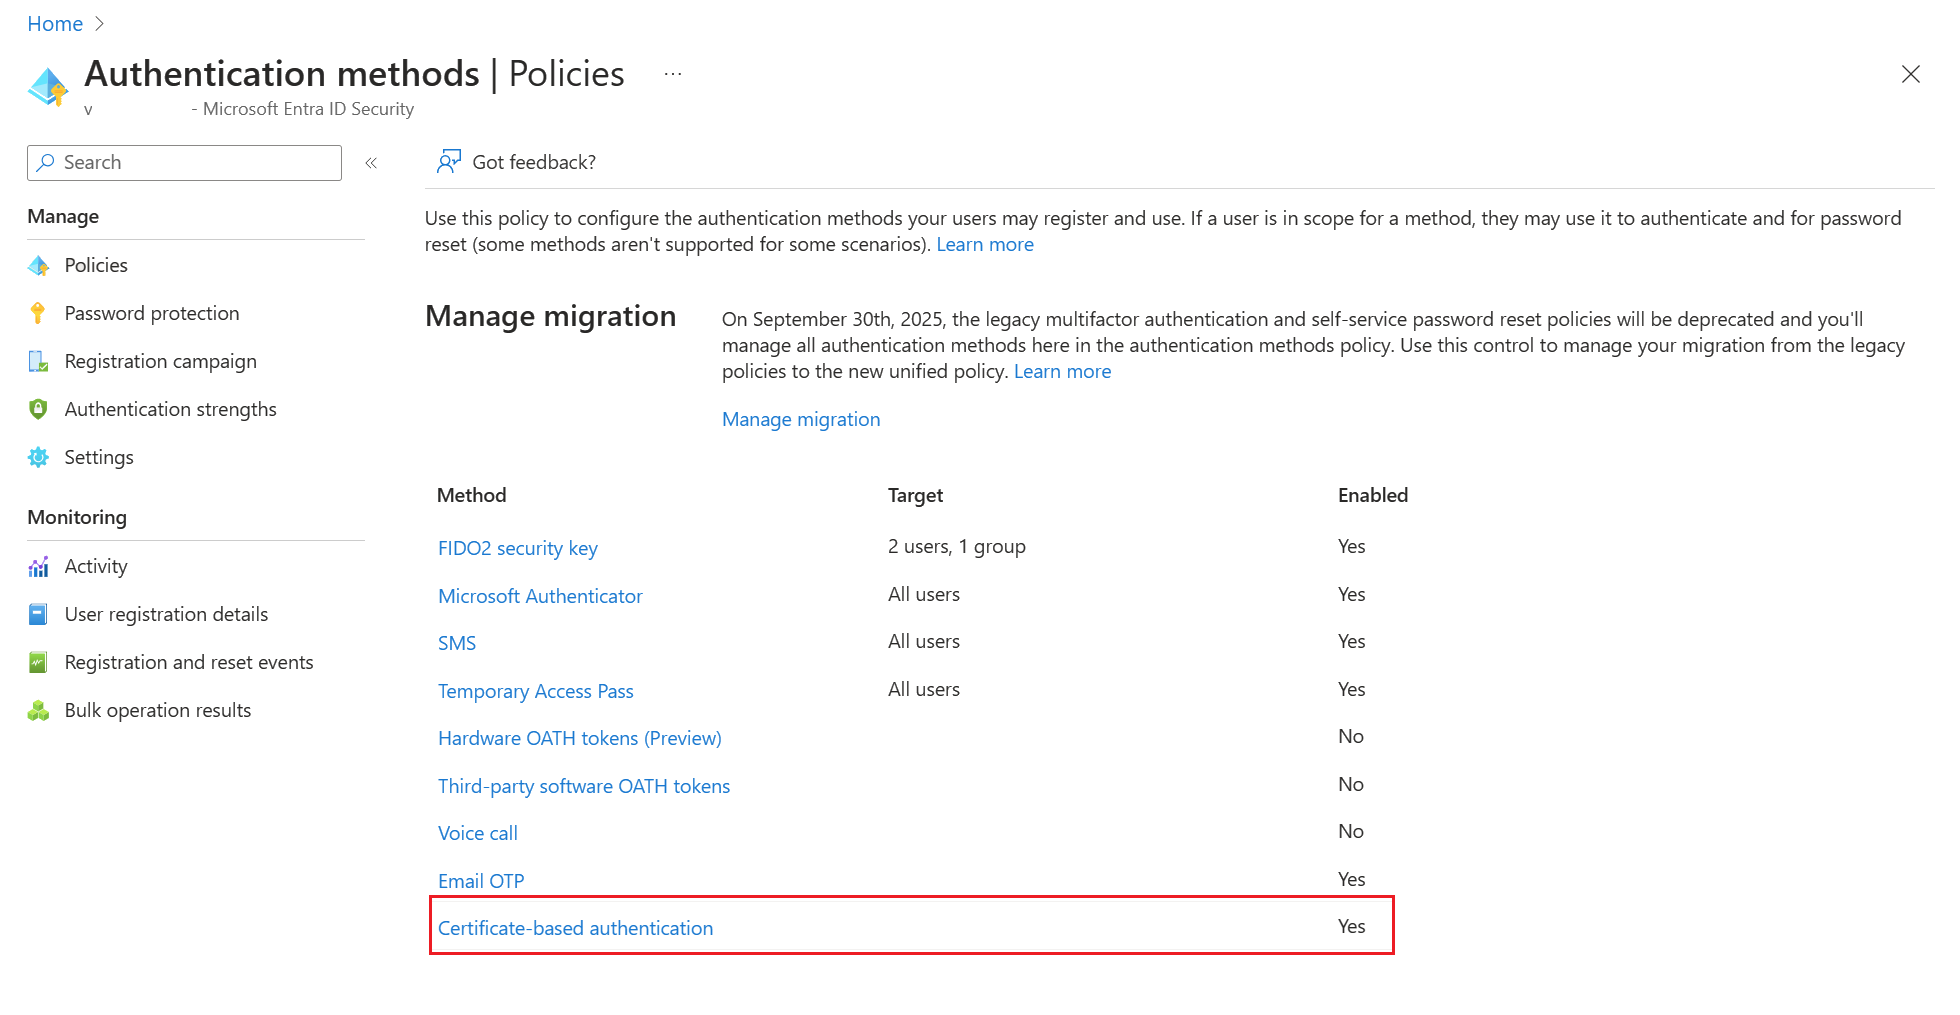 Home
Authentication methods | Policies ...
v - Microsoft Entra ID Security
Search
«
Got feedback?
Manage
Policies
Password protection
Registration campaign
Authentication strengths
Settings
Monitoring
Activity
User registration details
Registration and reset events
Bulk operation results
Use this policy to configure the authentication methods your users may register and use. If a user is in scope for a method, they may use it to authenticate and for password
reset (some methods aren't supported for some scenarios). Learn more
Manage migration
On September 30th, 2025, the legacy multifactor authentication and self-service password reset policies will be deprecated and you'll
manage all authentication methods here in the authentication methods policy. Use this control to manage your migration from the legacy
policies to the new unified policy. Learn more
Manage migration
Method Target Enabled
FIDO2 security key 2 users, 1 group Yes
Microsoft Authenticator All users Yes
SMS All users Yes
Temporary Access Pass All users Yes
Hardware OATH tokens (Preview) No
Third-party software OATH tokens No
Voice call No
Email OTP Yes
Certificate-based authentication Yes